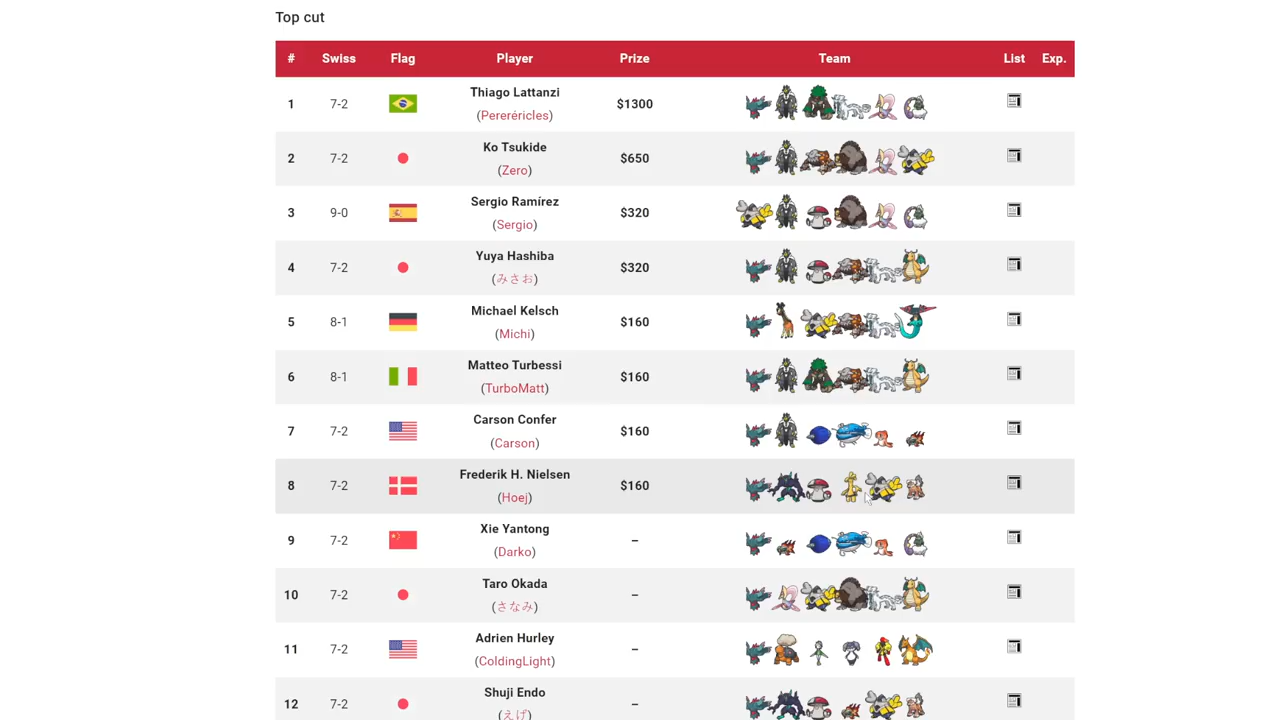 Top cut
# Swiss Flag Player Prize Team List Exp.
1 7-2 Thiago Lattanzi $1300
(Pereréricles)
2 7-2 Ko Tsukide $650
(Zero)
3 9-0 Sergio Ramírez $320
(Sergio)
4 7-2 Yuya Hashiba $320
(みさお)
5 8-1 Michael Kelsch $160
(Michi)
6 8-1 Matteo Turbessi $160
(TurboMatt)
7 7-2 Carson Confer $160
(Carson)
8 7-2 Frederik H. Nielsen $160
(Hoej)
9 7-2 Xie Yantong –
(Darko)
10 7-2 Taro Okada –
(さなみ)
11 7-2 Adrien Hurley –
(ColdingLight)
12 7-2 Shuji Endo –
(えげ)